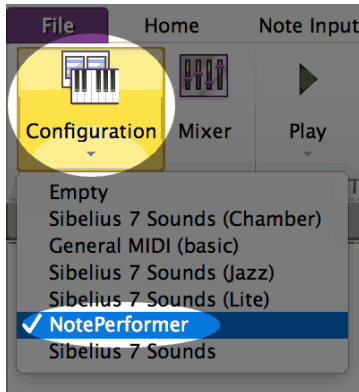 File Home Note Input
Configuration Mixer Play
Empty
Sibelius 7 Sounds (Chamber)
General MIDI (basic)
Sibelius 7 Sounds (Jazz)
Sibelius 7 Sounds (Lite)
✓ NotePerformer
Sibelius 7 Sounds